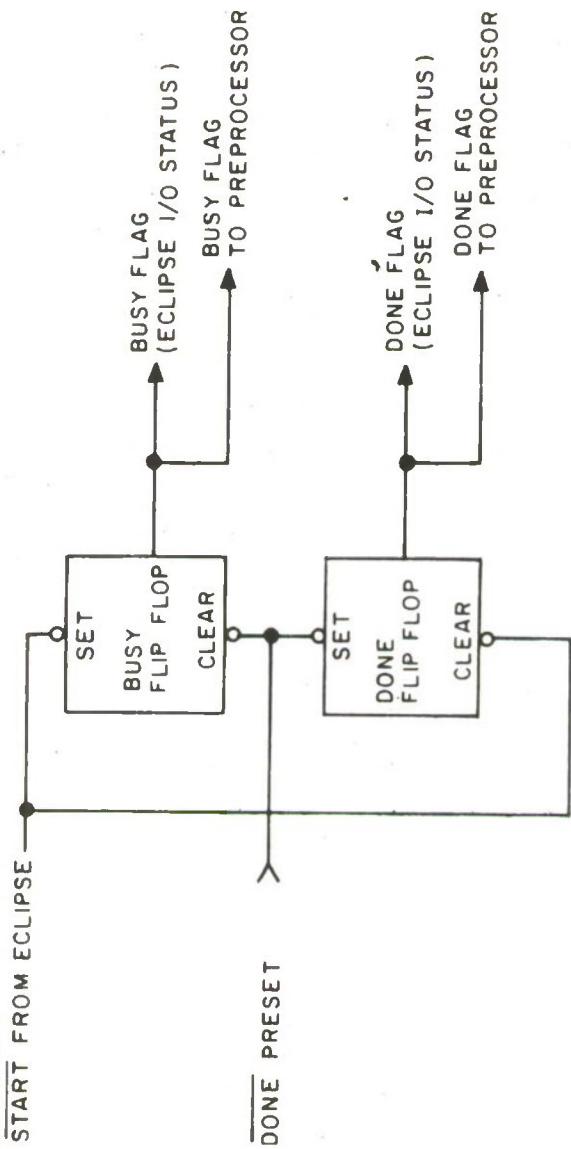 START FROM ECLIPSE
SET
BUSY
FLIP FLOP
CLEAR
BUSY FLAG
(ECLIPSE I/O STATUS)
BUSY FLAG
TO PREPROCESSOR
DONE PRESET
SET
DONE
FLIP FLOP
CLEAR
DONE FLAG
(ECLIPSE I/O STATUS)
DONE FLAG
TO PREPROCESSOR